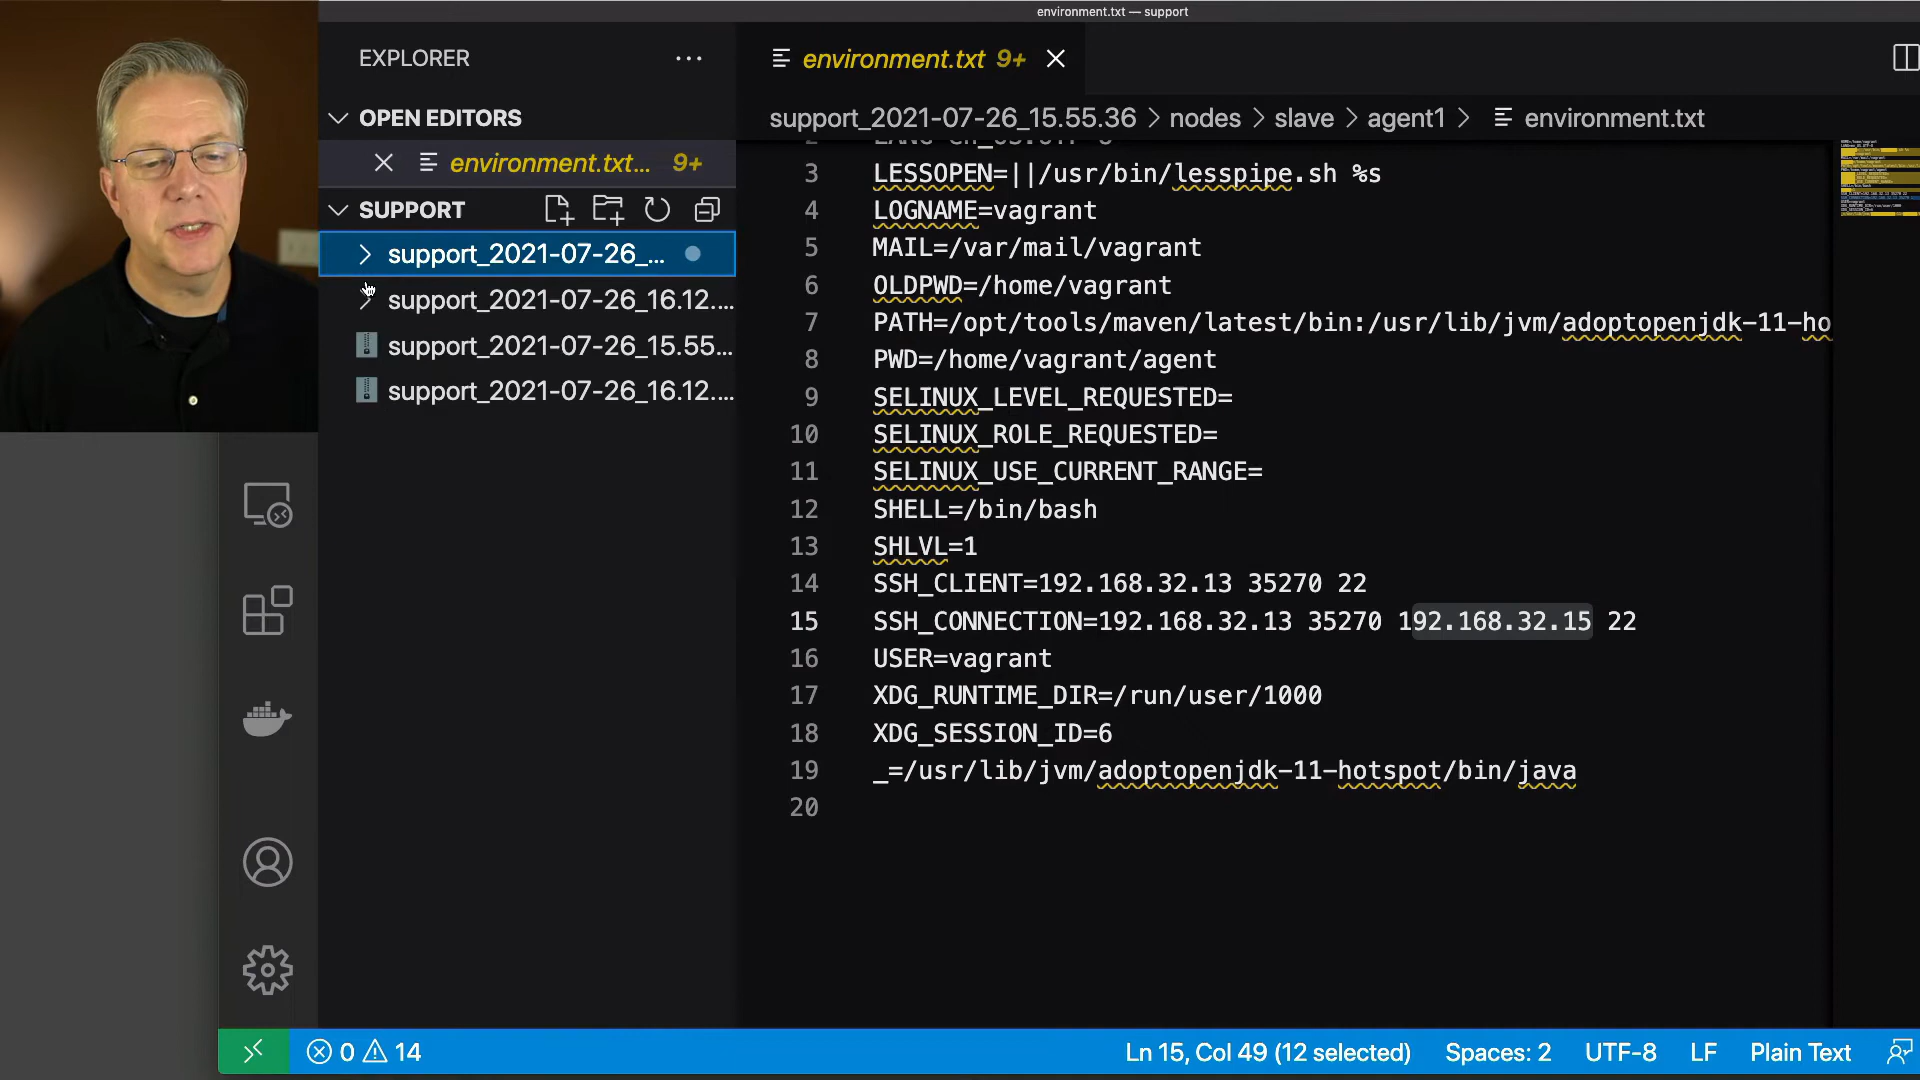 environment.txt — support
EXPLORER
environment.txt 9+
OPEN EDITORS
environment.txt... 9+
SUPPORT
support_2021-07-26_...
support_2021-07-26_16.12....
support_2021-07-26_15.55...
support_2021-07-26_16.12....
support_2021-07-26_15.55.36 > nodes > slave > agent1 > environment.txt
3 LESSOPEN=||/usr/bin/lesspipe.sh %s
4 LOGNAME=vagrant
5 MAIL=/var/mail/vagrant
6 OLDPWD=/home/vagrant
7 PATH=/opt/tools/maven/latest/bin:/usr/lib/jvm/adoptopenjdk-11-ho
8 PWD=/home/vagrant/agent
9 SELINUX_LEVEL_REQUESTED=
10 SELINUX_ROLE_REQUESTED=
11 SELINUX_USE_CURRENT_RANGE=
12 SHELL=/bin/bash
13 SHLVL=1
14 SSH_CLIENT=192.168.32.13 35270 22
15 SSH_CONNECTION=192.168.32.13 35270 192.168.32.15 22
16 USER=vagrant
17 XDG_RUNTIME_DIR=/run/user/1000
18 XDG_SESSION_ID=6
19 _=/usr/lib/jvm/adoptopenjdk-11-hotspot/bin/java
20
0 14
Ln 15, Col 49 (12 selected) Spaces: 2 UTF-8 LF Plain Text